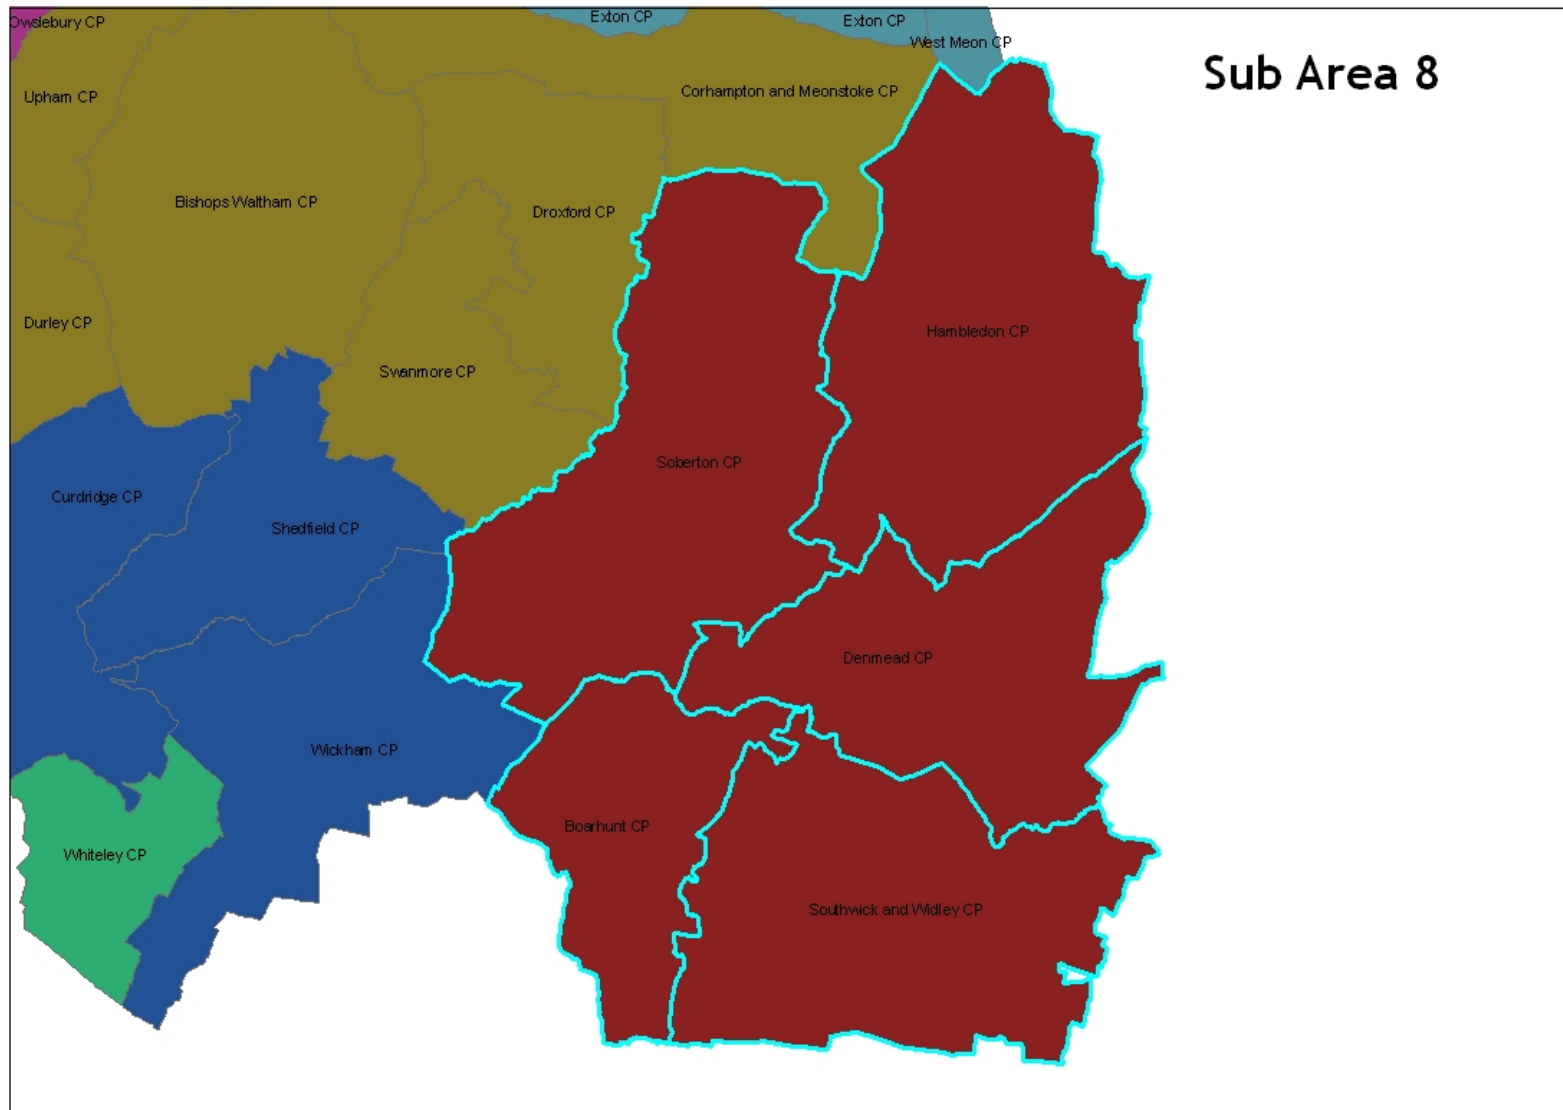 Owslebury CP
Exton CP
Exton CP
West Meon CP
Sub Area 8
Upham CP
Corhampton and Meonstoke CP
Bishops Waltham CP
Droxford CP
Durley CP
Hambledon CP
Swanmore CP
Soberton CP
Curdridge CP
Shedfield CP
Denmead CP
Wickham CP
Boarhunt CP
Whiteley CP
Southwick and Widley CP